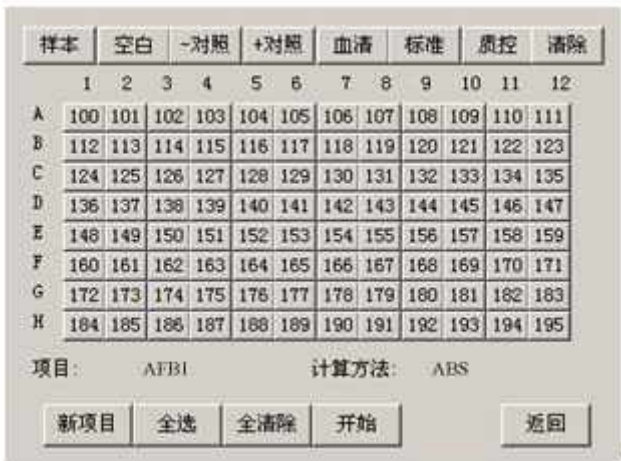 样本 空白 -对照 +对照 血清 标准 质控 清除
1 2 3 4 5 6 7 8 9 10 11 12
A 100 101 102 103 104 105 106 107 108 109 110 111
B 112 113 114 115 116 117 118 119 120 121 122 123
C 124 125 126 127 128 129 130 131 132 133 134 135
D 136 137 138 139 140 141 142 143 144 145 146 147
E 148 149 150 151 152 153 154 155 156 157 158 159
F 160 161 162 163 164 165 166 167 168 169 170 171
G 172 173 174 175 176 177 178 179 180 181 182 183
H 184 185 186 187 188 189 190 191 192 193 194 195
项目: AFB1 计算方法: ABS
新项目 全选 全清除 开始 返回